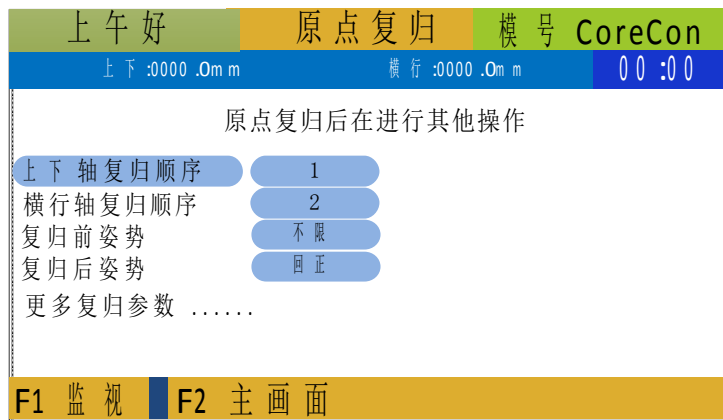 上午好 原点复归 模号 CoreCon
上下:0000.0mm 横行:0000.0mm 00:00
原点复归后在进行其他操作
上下轴复归顺序 1
横行轴复归顺序 2
复归前姿势 不限
复归后姿势 回正
更多复归参数 ......
F1 监视 F2 主画面